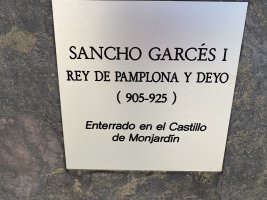 SANCHO GARCÉS I
REY DE PAMPLONA Y DEYO
( 905-925 )
Enterrado en el Castillo
de Monjardín